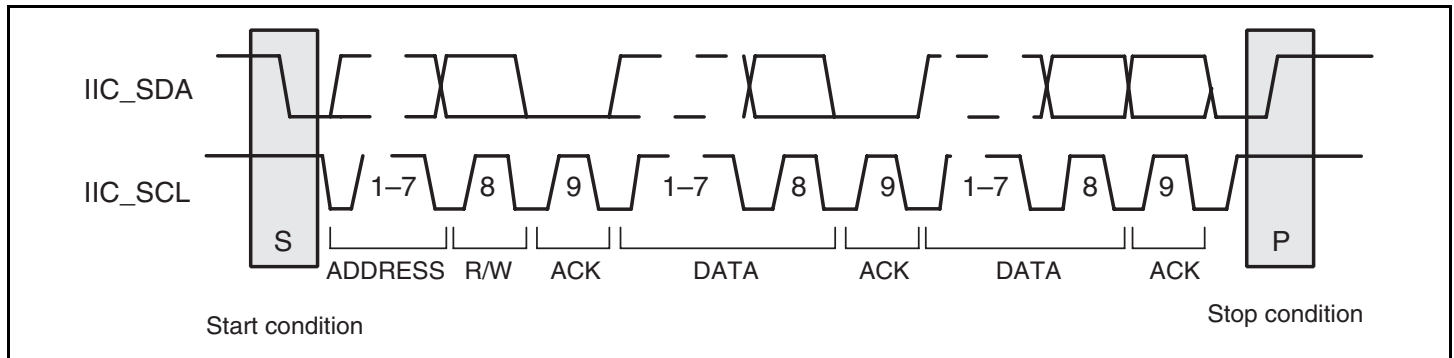 IIC_SDA
IIC_SCL
1–7 8 9 1–7 8 9 1–7 8 9
S P
ADDRESS R/W ACK DATA ACK DATA ACK
Start condition Stop condition